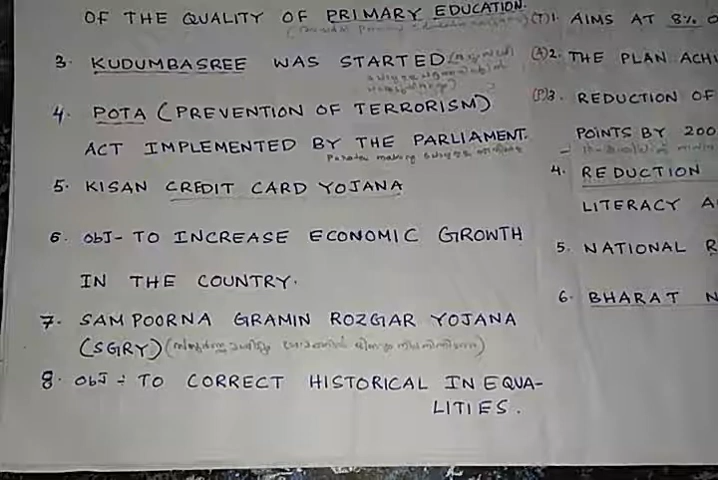 OF THE QUALITY OF PRIMARY EDUCATION.
3. KUDUMBASREE WAS STARTED
4. POTA (PREVENTION OF TERRORISM)
ACT IMPLEMENTED BY THE PARLIAMENT.
5. KISAN CREDIT CARD YOJANA
6. ObJ- TO INCREASE ECONOMIC GROWTH
IN THE COUNTRY.
7. SAMPOORNA GRAMIN ROZGAR YOJANA
(SGRY)
8. ObJ ÷ TO CORRECT HISTORICAL INEQUA-
LITIES.
(T)1. AIMS AT 8%
(A)2. THE PLAN ACHI
(P)3. REDUCTION OF
POINTS BY 200
4. REDUCTION
LITERACY A
5. NATIONAL R
6. BHARAT N